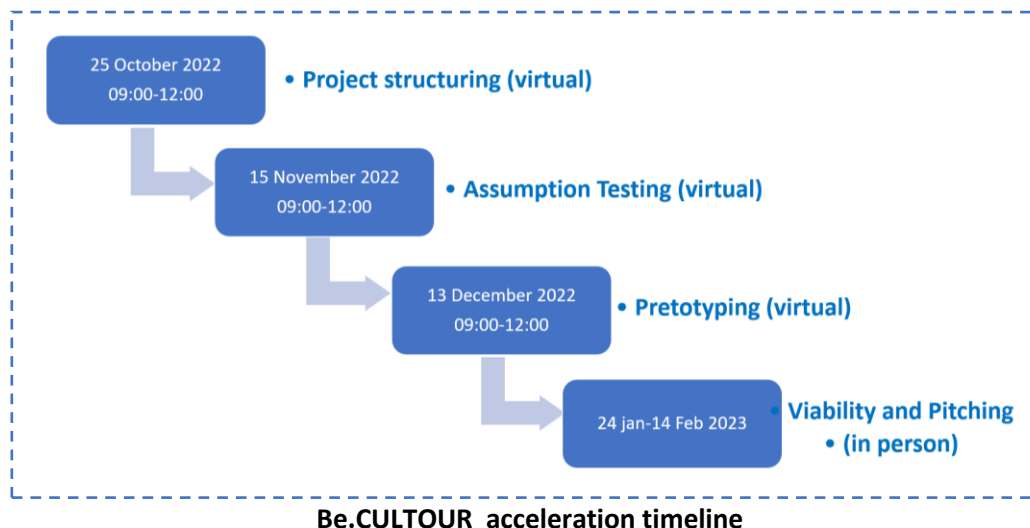 25 October 2022
09:00-12:00
• Project structuring (virtual)
15 November 2022
09:00-12:00
• Assumption Testing (virtual)
13 December 2022
09:00-12:00
• Pretotyping (virtual)
24 jan-14 Feb 2023
• Viability and Pitching
• (in person)
Be.CULTOUR acceleration timeline